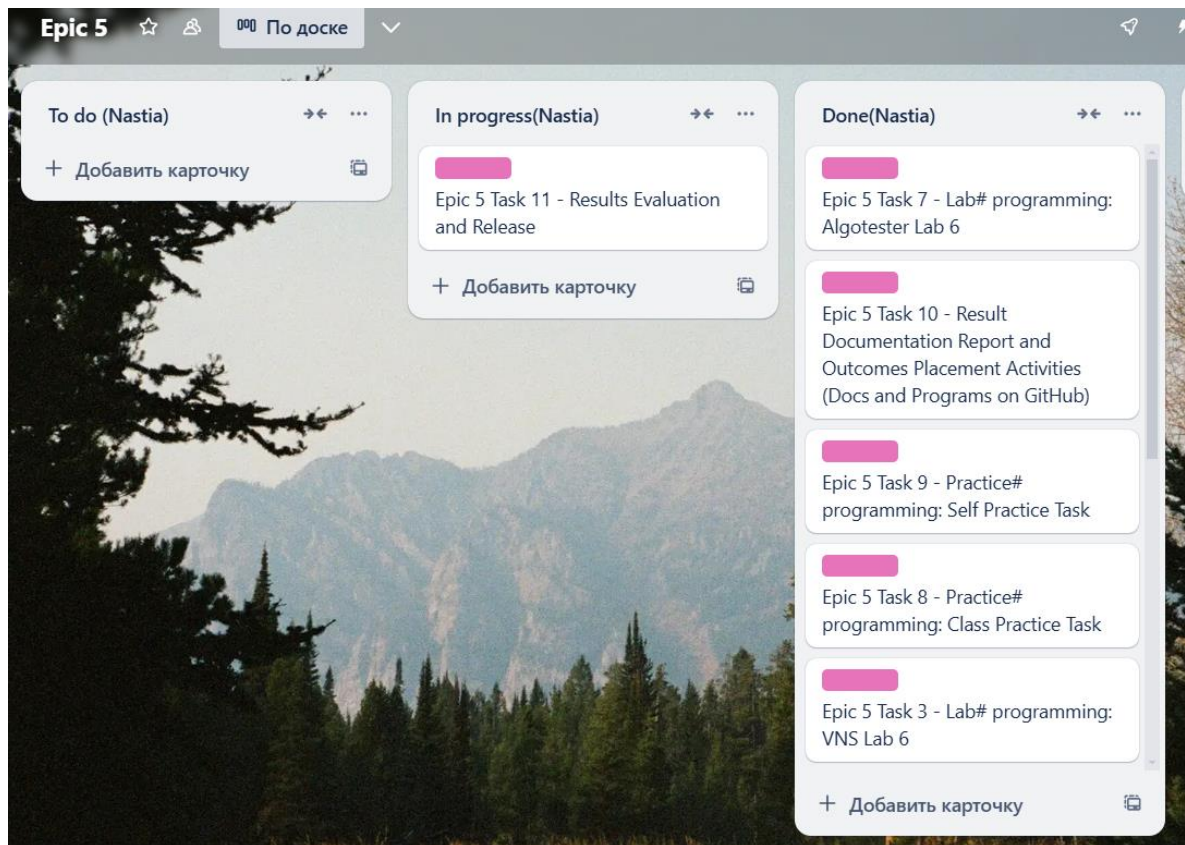 Epic 5 По доске
To do (Nastia)
+ Добавить карточку
In progress(Nastia)
Epic 5 Task 11 - Results Evaluation
and Release
+ Добавить карточку
Done(Nastia)
Epic 5 Task 7 - Lab# programming:
Algotester Lab 6
Epic 5 Task 10 - Result
Documentation Report and
Outcomes Placement Activities
(Docs and Programs on GitHub)
Epic 5 Task 9 - Practice#
programming: Self Practice Task
Epic 5 Task 8 - Practice#
programming: Class Practice Task
Epic 5 Task 3 - Lab# programming:
VNS Lab 6
+ Добавить карточку